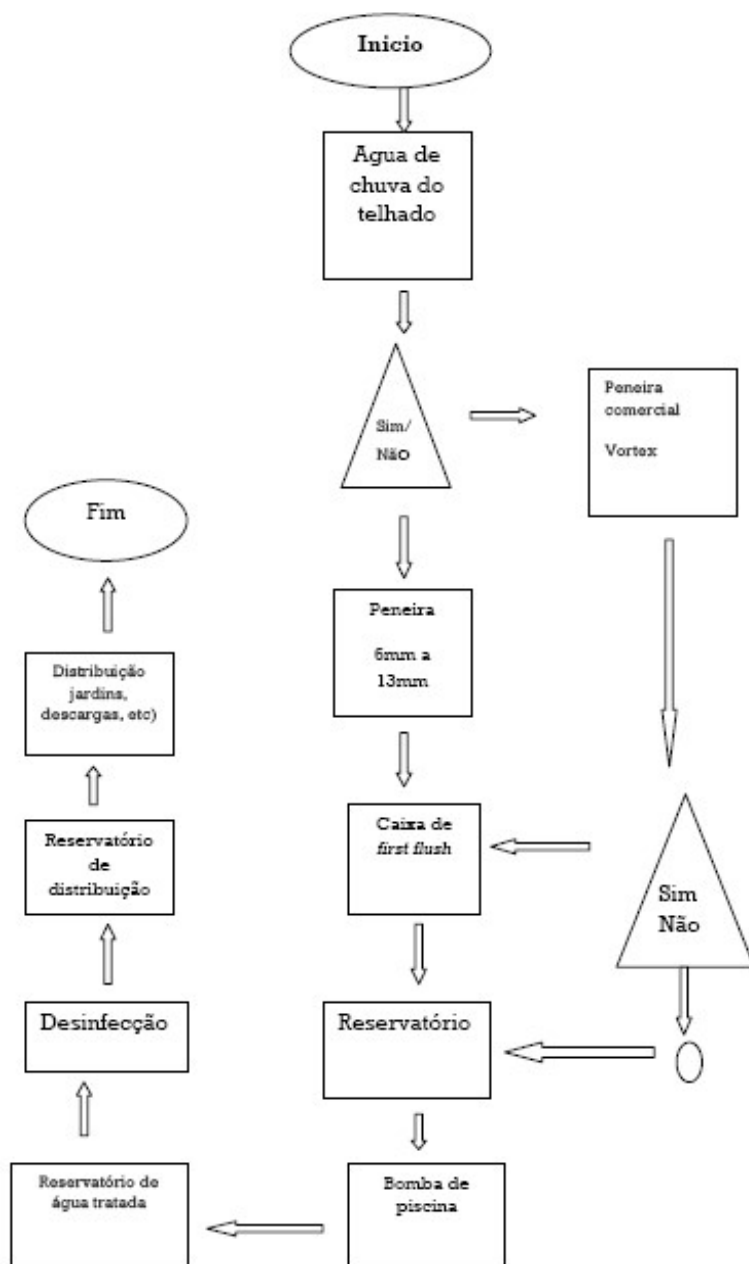 Inicio
Agua de
chuva do
telhado
Sim/
Não
Peneira
comercial
Vortex
Peneira
6mm a
13mm
Caixa de
first flush
Sim
Não
Reservatório
Bomba de
piscina
Reservatório de
água tratada
Desinfecção
Reservatório
de
distribuição
Distribuição
jardins,
descargas, etc)
Fim